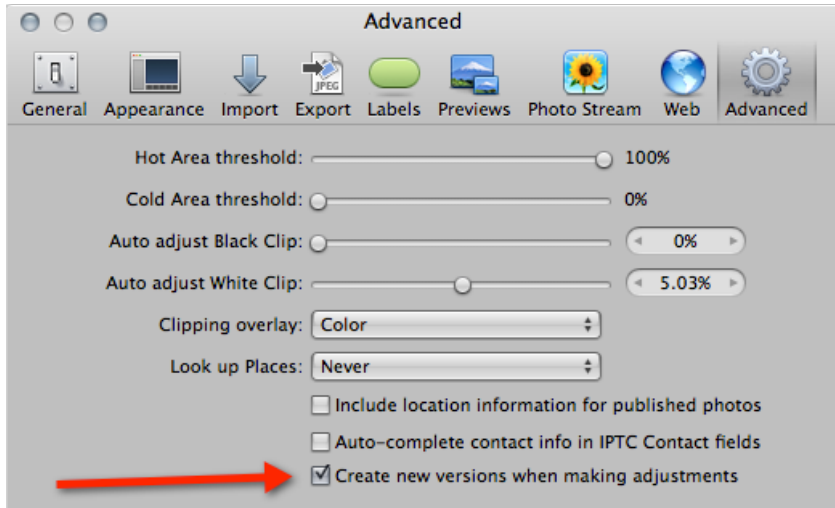 Advanced
JPEG
General Appearance Import Export Labels Previews Photo Stream Web Advanced
Hot Area threshold: 100%
Cold Area threshold: 0%
Auto adjust Black Clip: 0%
Auto adjust White Clip: 5.03%
Clipping overlay: Color
Look up Places: Never
Include location information for published photos
Auto-complete contact info in IPTC Contact fields
Create new versions when making adjustments